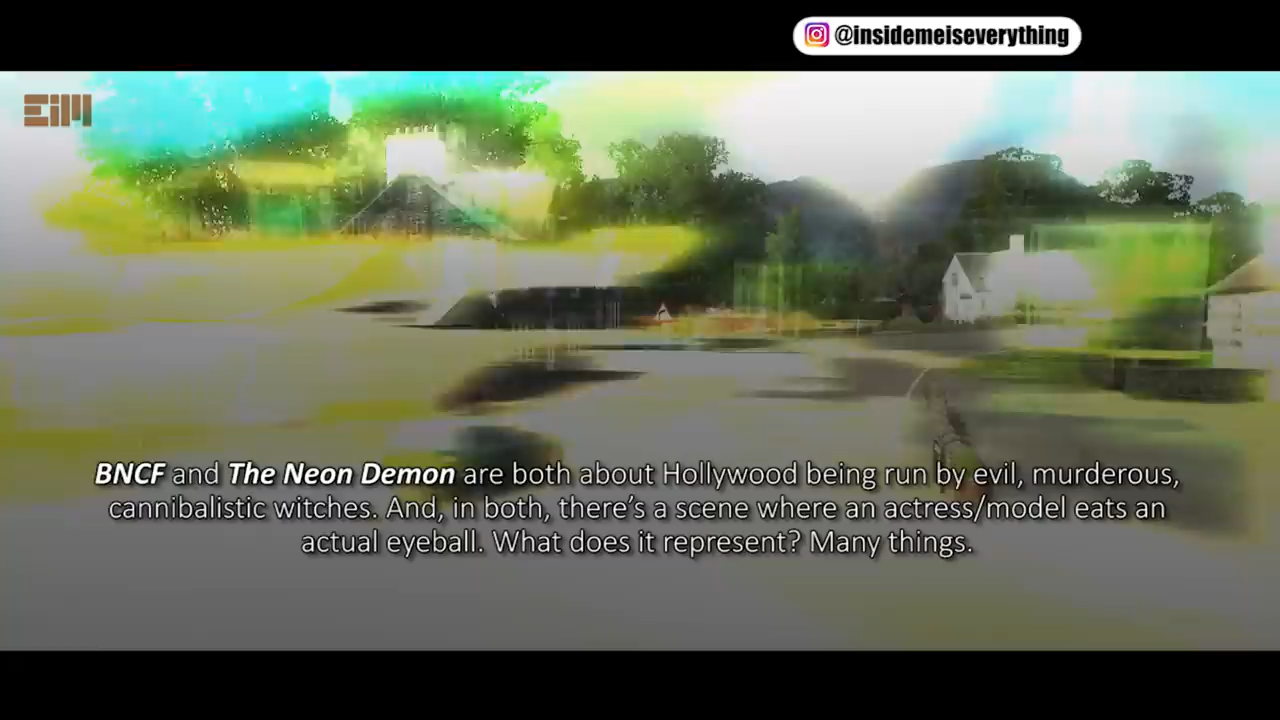 @insidemeiseverything
EiM
BNCF and The Neon Demon are both about Hollywood being run by evil, murderous,
cannibalistic witches. And, in both, there's a scene where an actress/model eats an
actual eyeball. What does it represent? Many things.